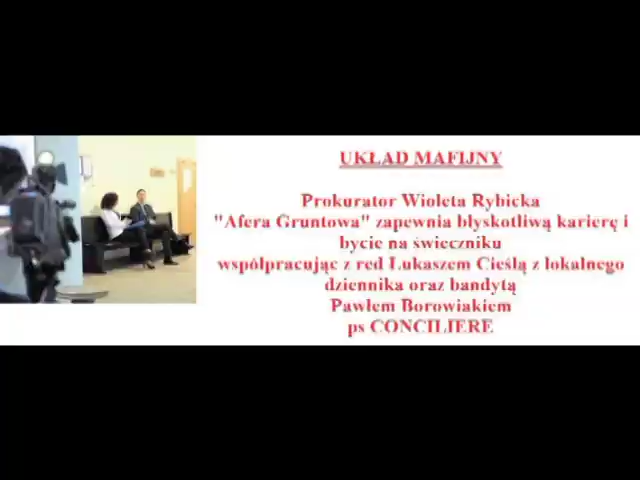 UKŁAD MAFIJNY
Prokurator Wioleta Rybicka
"Afera Gruntowa" zapewnia błyskotliwą karierę i
bycie na świeczniku
współpracując z red Łukaszem Cieślą z lokalnego
dziennika oraz bandytą
Pawłem Borowiakiem
ps CONCILIERE